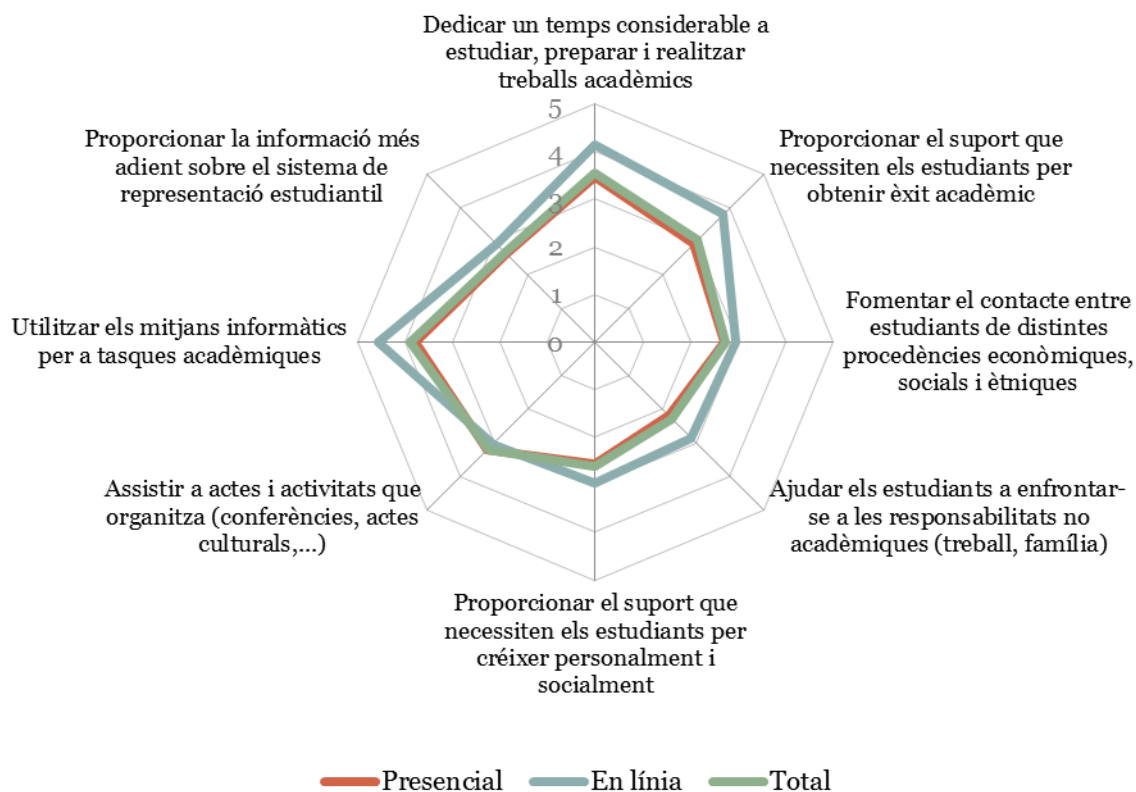 Dedicar un temps considerable a
estudiar, preparar i realitzar
treballs acadèmics
Proporcionar el suport que
necessiten els estudiants per
obtenir èxit acadèmic
Fomentar el contacte entre
estudiants de distintes
procedències econòmiques,
socials i ètniques
Ajudar els estudiants a enfrontar-
se a les responsabilitats no
acadèmiques (treball, família)
Proporcionar el suport que
necessiten els estudiants per
créixer personalment i
socialment
Assistir a actes i activitats que
organitza (conferències, actes
culturals,...)
Utilitzar els mitjans informàtics
per a tasques acadèmiques
Proporcionar la informació més
adient sobre el sistema de
representació estudiantil
5
4
3
2
1
0
Presencial En línia Total